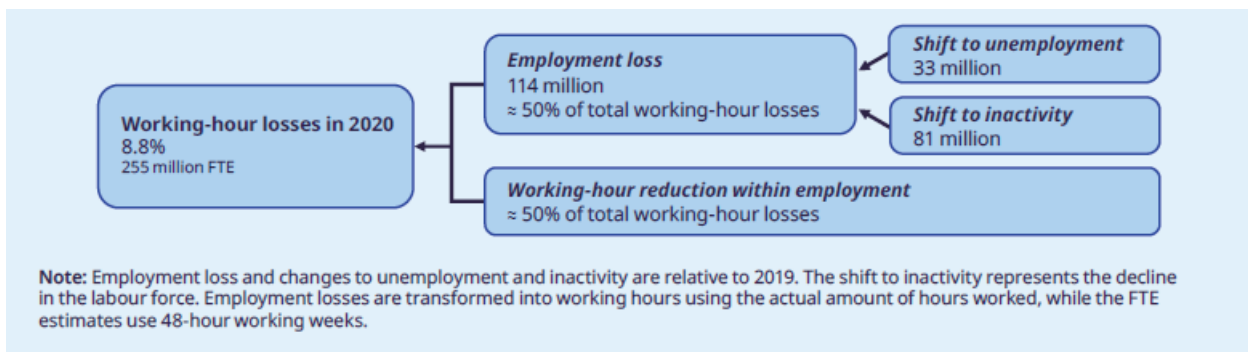 Working-hour losses in 2020
8.8%
255 million FTE
Employment loss
114 million
≈ 50% of total working-hour losses
Shift to unemployment
33 million
Shift to inactivity
81 million
Working-hour reduction within employment
≈ 50% of total working-hour losses
Note: Employment loss and changes to unemployment and inactivity are relative to 2019. The shift to inactivity represents the decline
in the labour force. Employment losses are transformed into working hours using the actual amount of hours worked, while the FTE
estimates use 48-hour working weeks.